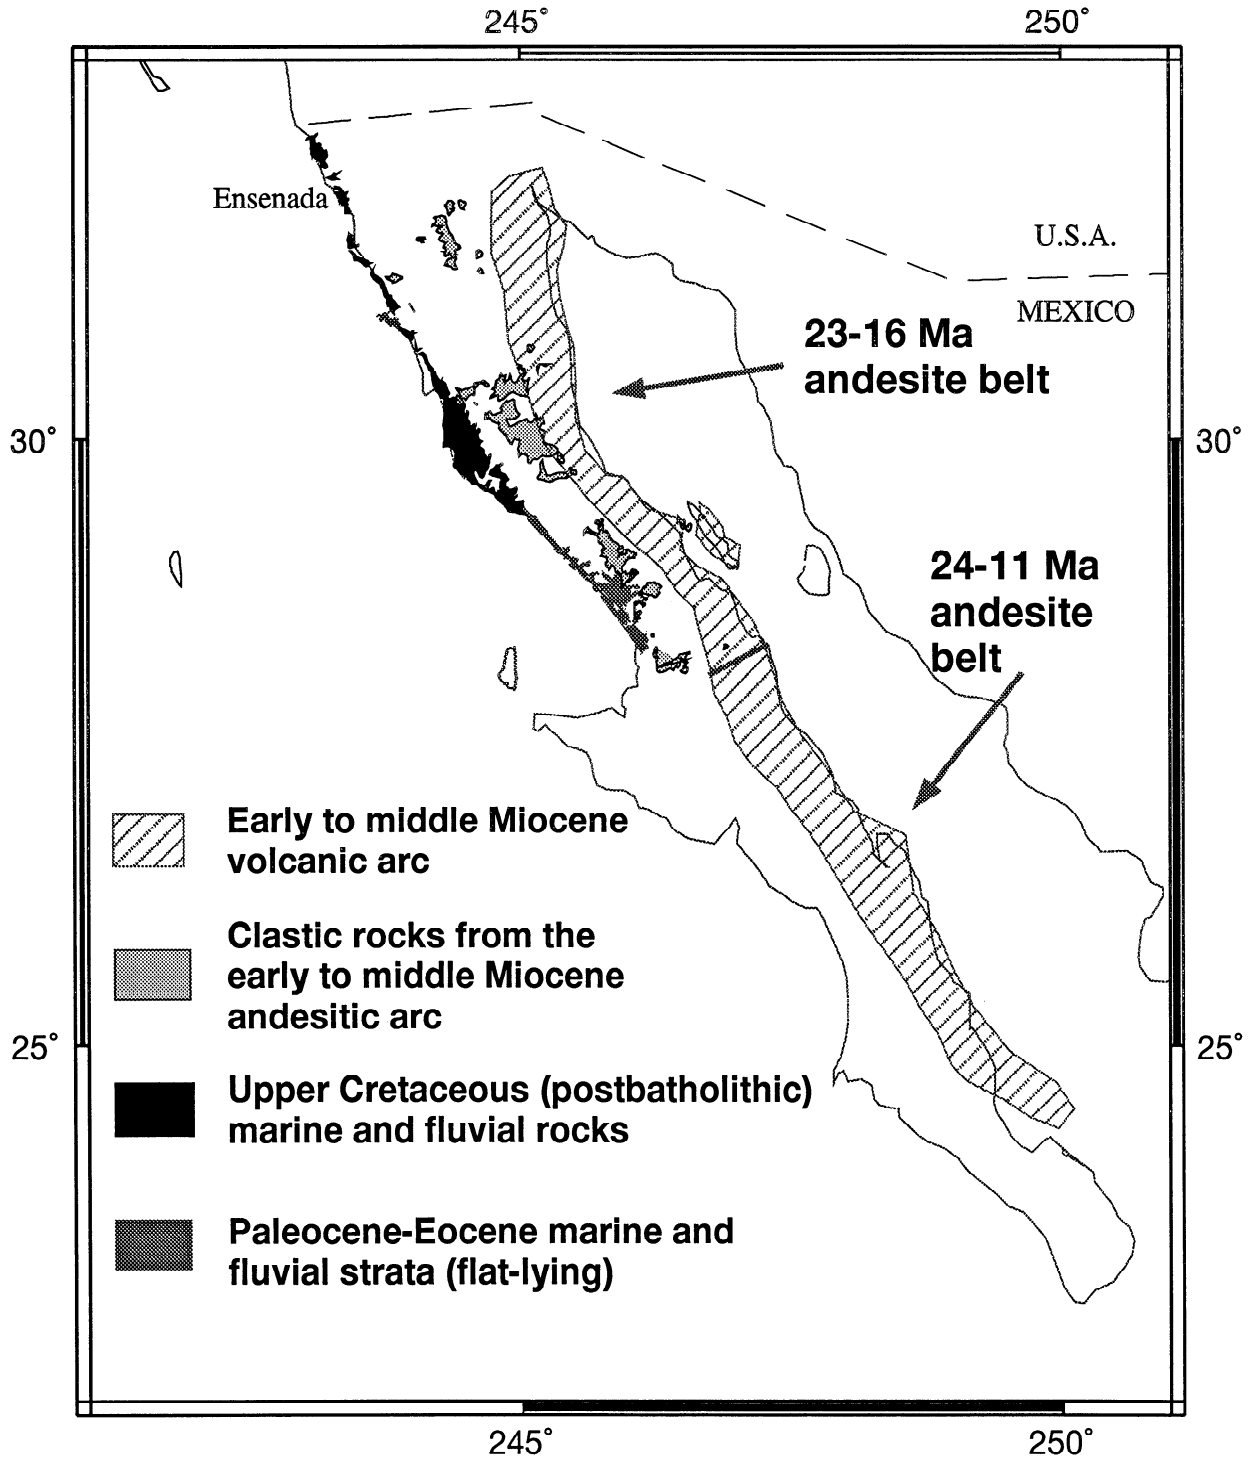 245°
250°
Ensenada
U.S.A.
MEXICO
23-16 Ma
andesite belt
30°
30°
24-11 Ma
andesite
belt
Early to middle Miocene
volcanic arc
Clastic rocks from the
early to middle Miocene
andesitic arc
25°
25°
Upper Cretaceous (postbatholithic)
marine and fluvial rocks
Paleocene-Eocene marine and
fluvial strata (flat-lying)
245°
250°